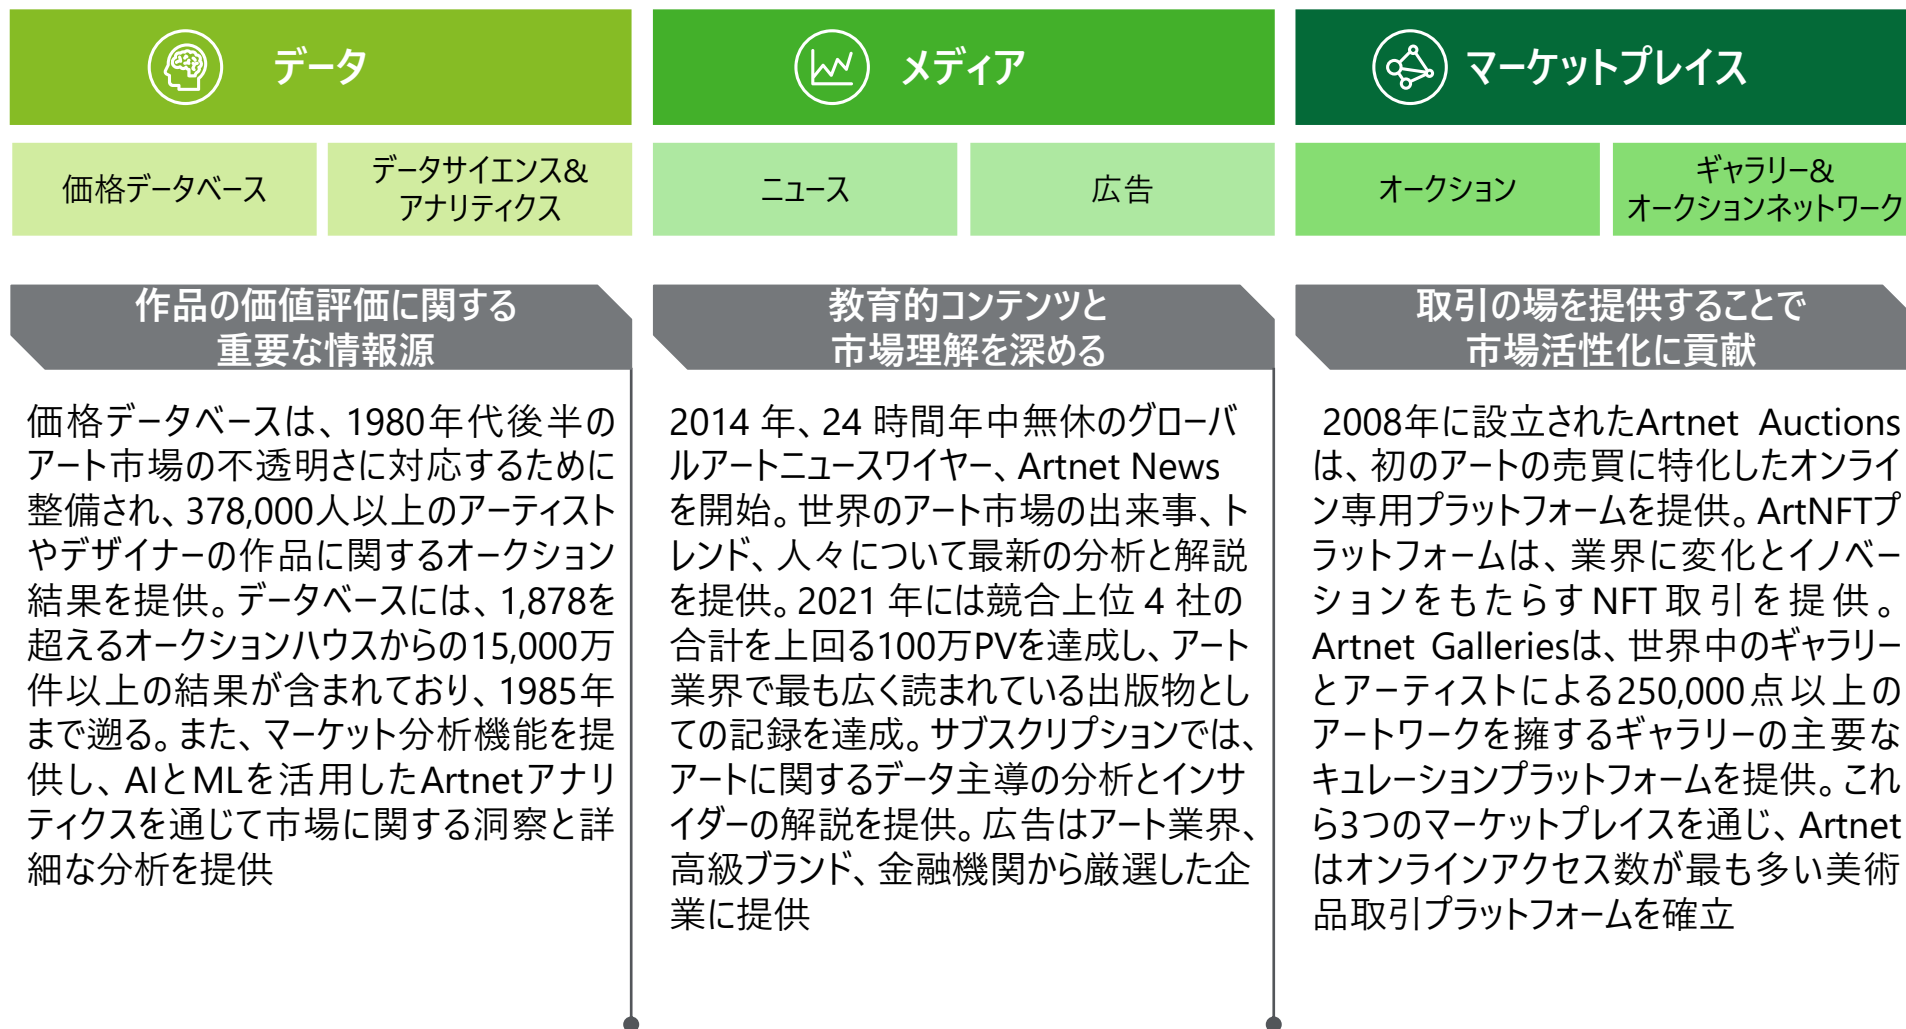 データ
価格データベース
データサイエンス&
アナリティクス
作品の価値評価に関する
重要な情報源
価格データベースは、1980年代後半の
アート市場の不透明さに対応するために
整備され、378,000人以上のアーティスト
やデザイナーの作品に関するオークション
結果を提供。データベースには、1,878を
超えるオークションハウスからの15,000万
件以上の結果が含まれており、1985年
まで遡る。また、マーケット分析機能を提
供し、AIとMLを活用したArtnetアナリ
ティクスを通じて市場に関する洞察と詳
細な分析を提供
メディア
ニュース
広告
教育的コンテンツと
市場理解を深める
2014 年、24 時間年中無休のグローバ
ルアートニュースワイヤー、Artnet News
を開始。世界のアート市場の出来事、ト
レンド、人々について最新の分析と解説
を提供。2021 年には競合上位 4 社の
合計を上回る100万PVを達成し、アート
業界で最も広く読まれている出版物とし
ての記録を達成。サブスクリプションでは、
アートに関するデータ主導の分析とインサ
イダーの解説を提供。広告はアート業界、
高級ブランド、金融機関から厳選した企
業に提供
マーケットプレイス
オークション
ギャラリー&
オークションネットワーク
取引の場を提供することで
市場活性化に貢献
2008年に設立されたArtnet Auctions
は、初のアートの売買に特化したオンライ
ン専用プラットフォームを提供。ArtNFTプ
ラットフォームは、業界に変化とイノベー
ションをもたらすNFT取引を提供。
Artnet Galleriesは、世界中のギャラリー
とアーティストによる250,000点以上の
アートワークを擁するギャラリーの主要な
キュレーションプラットフォームを提供。これ
ら3つのマーケットプレイスを通じ、Artnet
はオンラインアクセス数が最も多い美術
品取引プラットフォームを確立